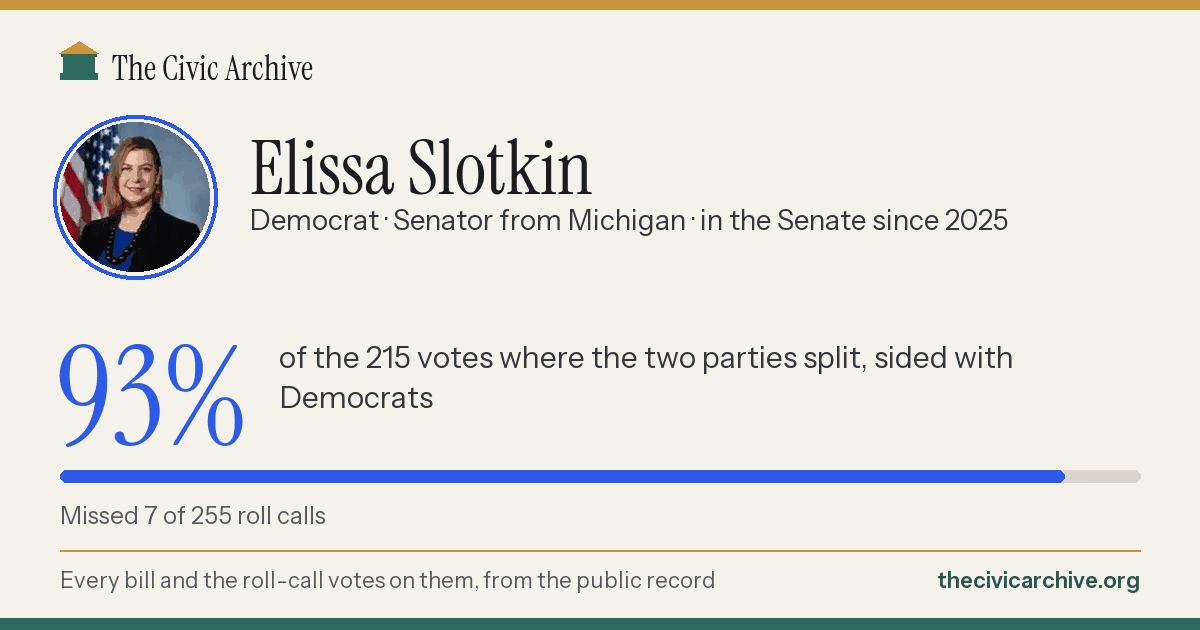 The Civic Archive
Elissa Slotkin
Democrat · Senator from Michigan · in the Senate since 2025
93%
of the 215 votes where the two parties split, sided with
Democrats
Missed 7 of 255 roll calls
Every bill and the roll-call votes on them, from the public record
thecivicarchive.org